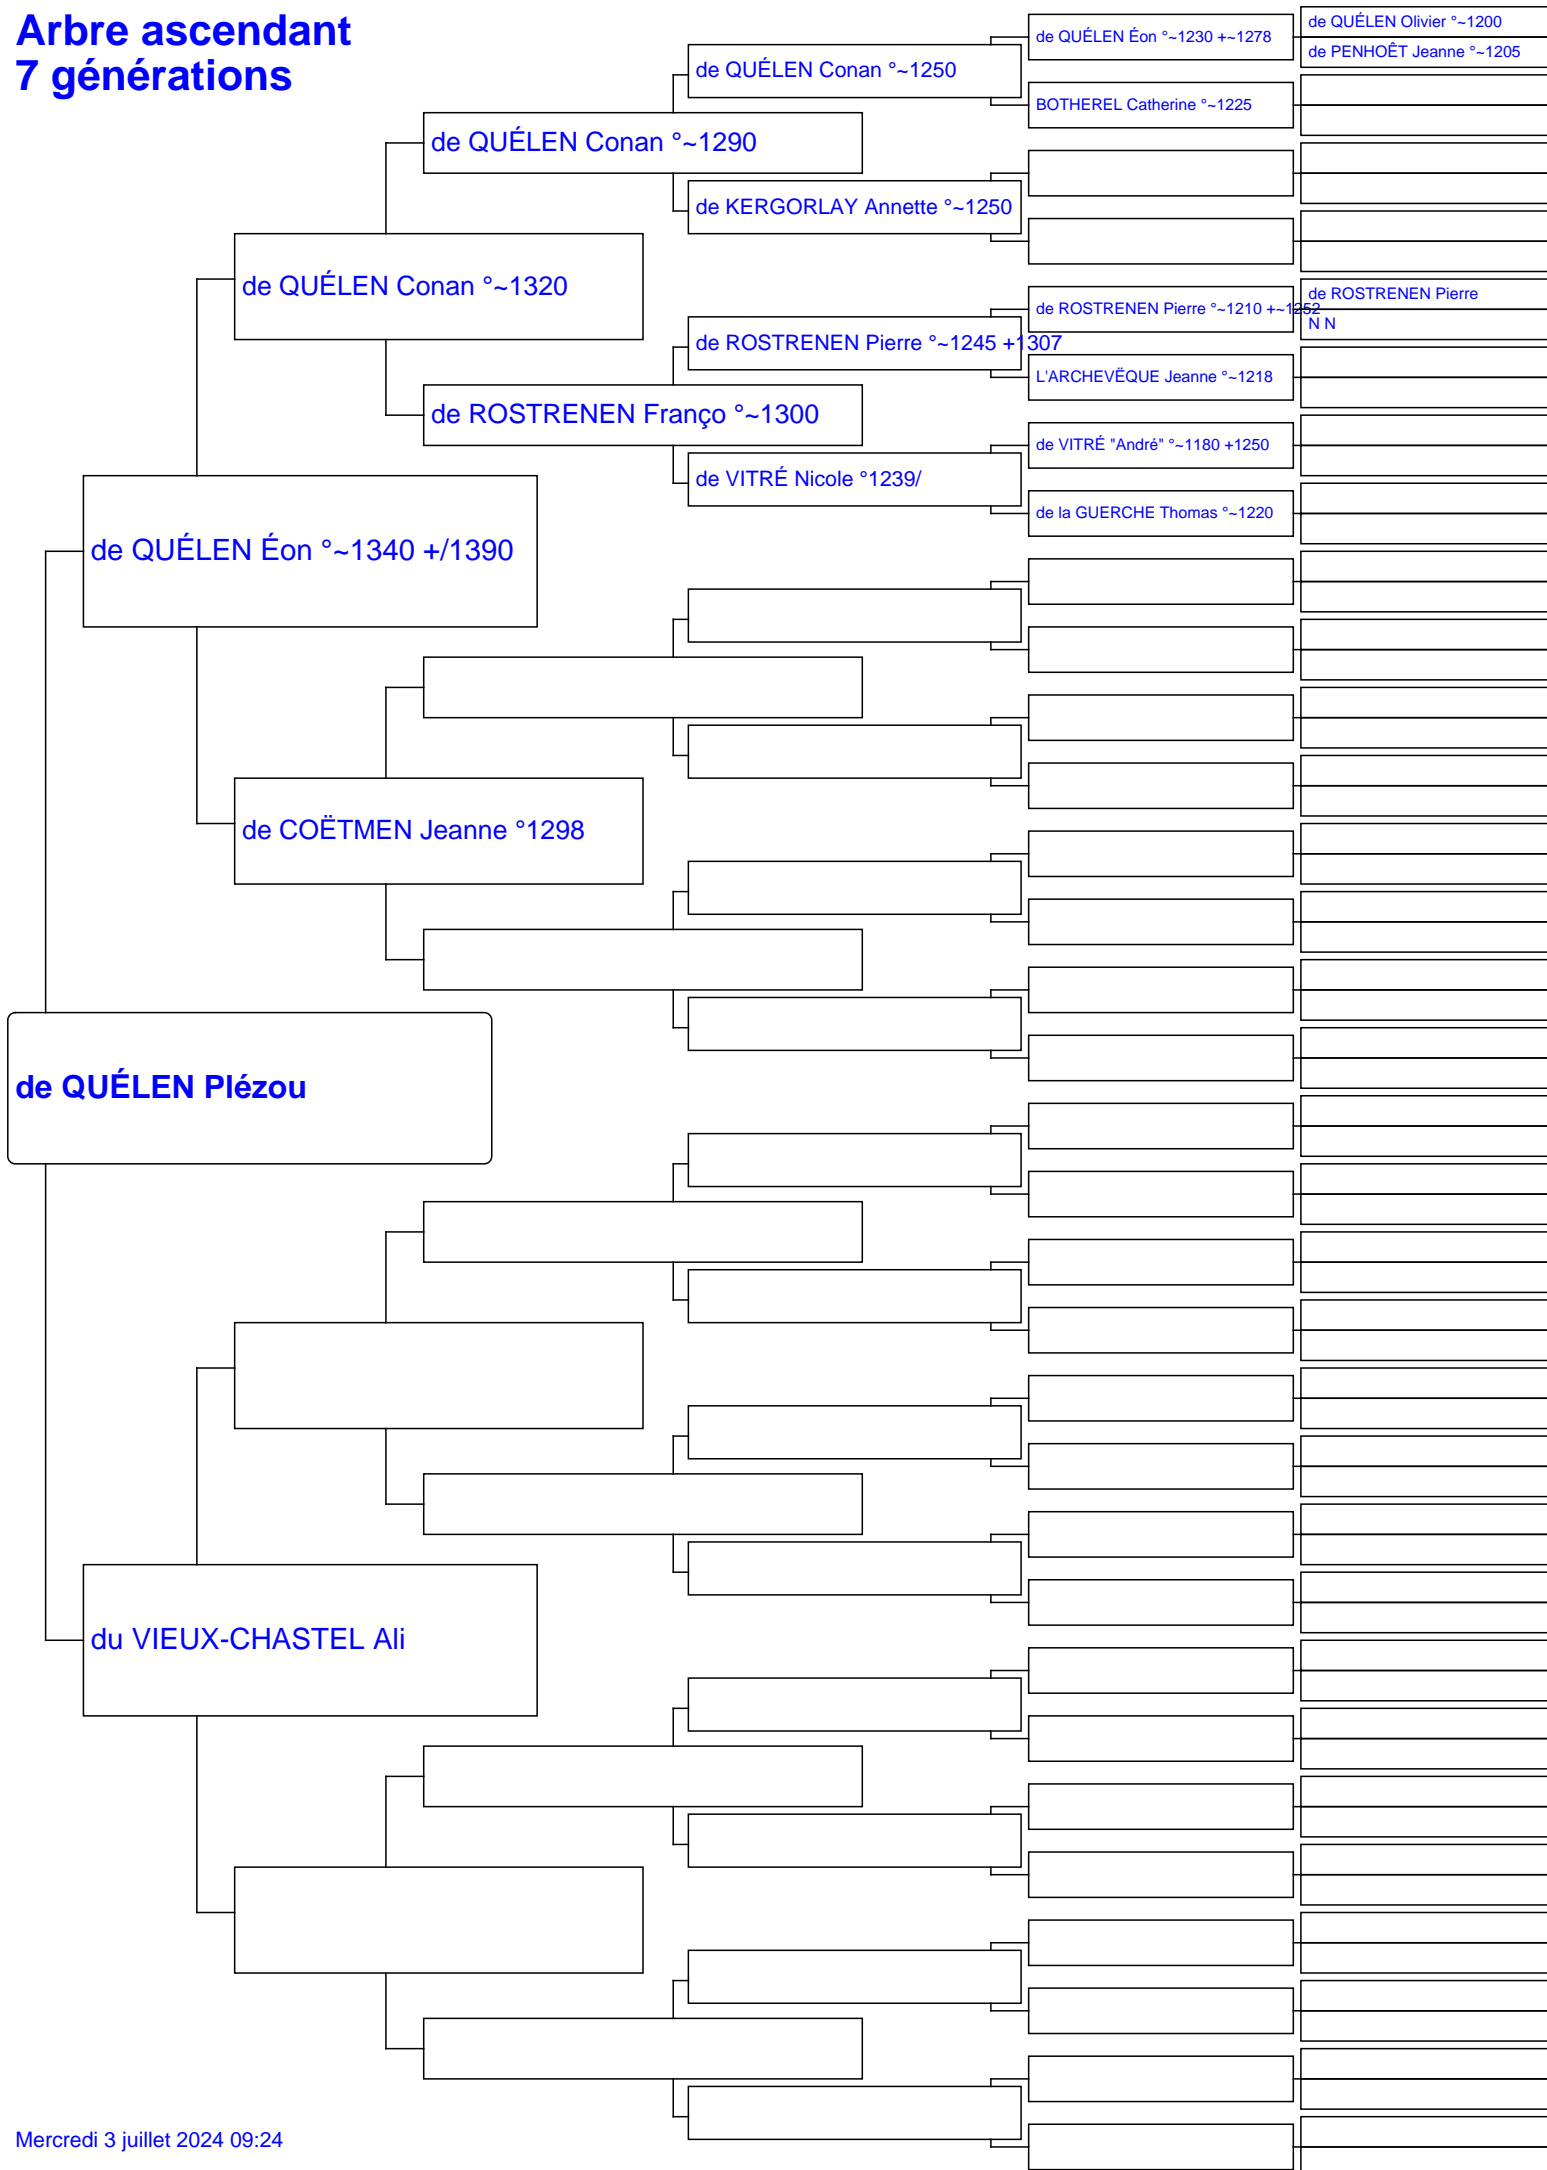 Arbre ascendant
7 générations
de QUÉLEN Olivier °~1200
de QUÉLEN Éon °~1230 +~1278
de PENHOÊT Jeanne °~1205
de QUÉLEN Conan °~1250
BOTHEREL Catherine °~1225
de QUÉLEN Conan °~1290
de KERGORLAY Annette °~1250
de QUÉLEN Conan °~1320
de ROSTRENEN Pierre
de ROSTRENEN Pierre °~1210 +~1252
N N
de ROSTRENEN Pierre °~1245 +1307
L'ARCHEVËQUE Jeanne °~1218
de ROSTRENEN Franço °~1300
de VITRÉ "André" °~1180 +1250
de VITRÉ Nicole °1239/
de la GUERCHE Thomas °~1220
de QUÉLEN Éon °~1340 +/1390
de COËTMEN Jeanne °1298
de QUÉLEN Plézou
du VIEUX-CHASTEL Ali
Mercredi 3 juillet 2024 09:24